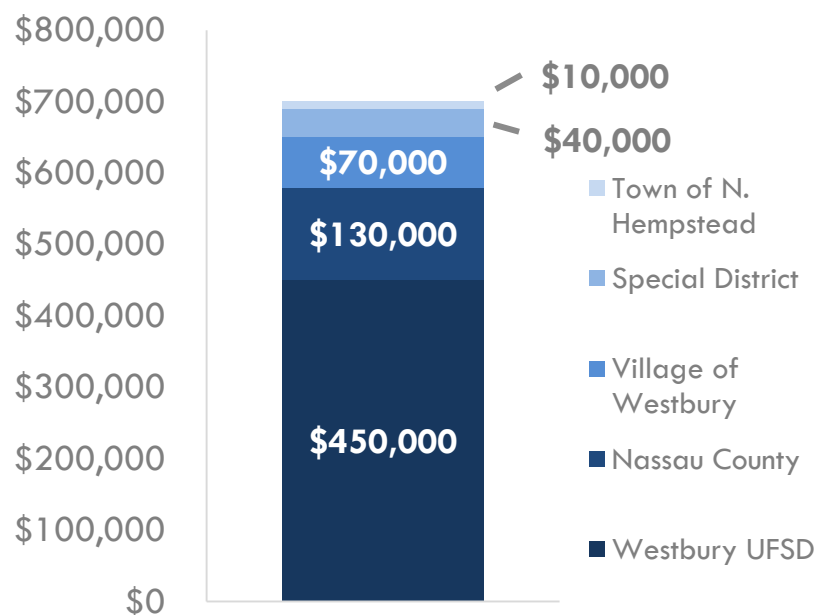 $800,000
$700,000
$600,000
$500,000
$400,000
$300,000
$200,000
$100,000
$0
$10,000
$40,000
$70,000
$130,000
$450,000
Town of N.
Hempstead
Special District
Village of
Westbury
Nassau County
Westbury UFSD